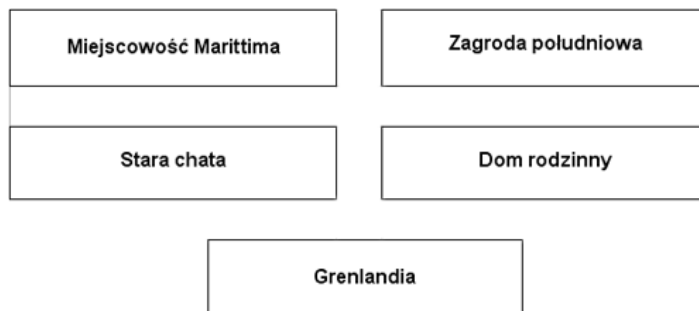 Miejscowość Marittima
Zagroda południowa
Stara chata
Dom rodzinny
Grenlandia